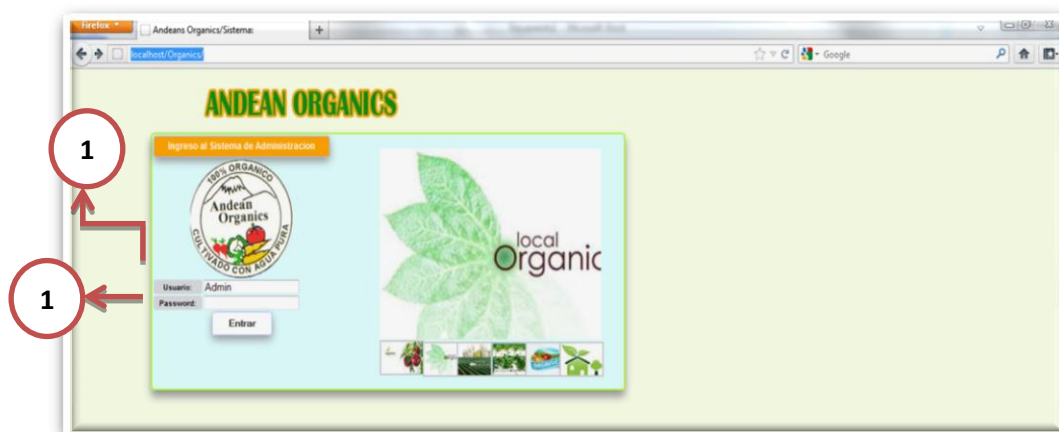 Firefox
Andeans Organics/Sistema:
+
localhost/Organics/
Google
ANDEAN ORGANICS
1
Ingreso al Sistema de Administracion
100% ORGANICO
Andean
Organics
CULTIVADO CON AGUA PURA
local
Organic
Usuario: Admin
Password:
1
Entrar